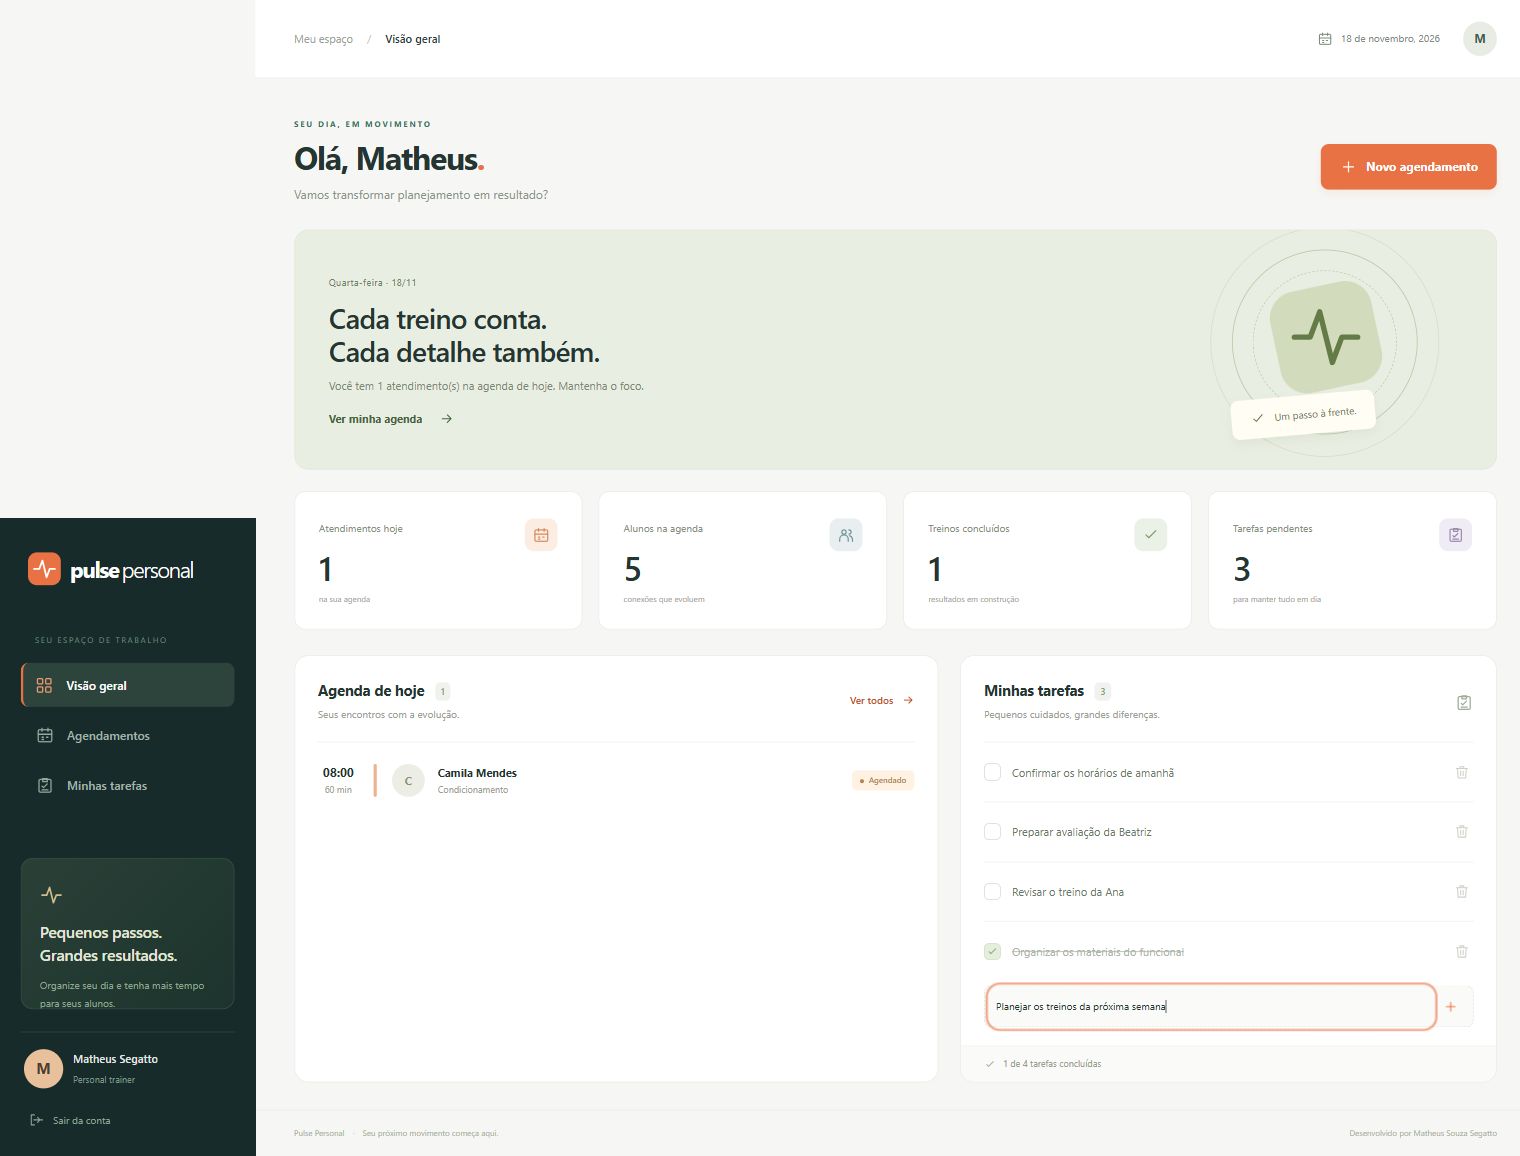 Meu espaço / Visão geral
18 de novembro, 2026
M
SEU DIA, EM MOVIMENTO
Olá, Matheus.
Vamos transformar planejamento em resultado?
+ Novo agendamento
Quarta-feira · 18/11
Cada treino conta.
Cada detalhe também.
Você tem 1 atendimento(s) na agenda de hoje. Mantenha o foco.
Ver minha agenda →
Um passo à frente.
Atendimentos hoje
1
na sua agenda
Alunos na agenda
5
conexões que evoluem
Treinos concluídos
1
resultados em construção
Tarefas pendentes
3
para manter tudo em dia
pulse personal
SEU ESPAÇO DE TRABALHO
Visão geral
Agendamentos
Minhas tarefas
Pequenos passos.
Grandes resultados.
Organize seu dia e tenha mais tempo
para seus alunos.
M
Matheus Segatto
Personal trainer
Sair da conta
Agenda de hoje 1
Seus encontros com a evolução.
Ver todos →
08:00
60 min
C
Camila Mendes
Condicionamento
Agendado
Minhas tarefas 3
Pequenos cuidados, grandes diferenças.
Confirmar os horários de amanhã
Preparar avaliação da Beatriz
Revisar o treino da Ana
Organizar os materiais do funcional
Planejar os treinos da próxima semana
+
1 de 4 tarefas concluídas
Pulse Personal · Seu próximo movimento começa aqui.
Desenvolvido por Matheus Souza Segatto